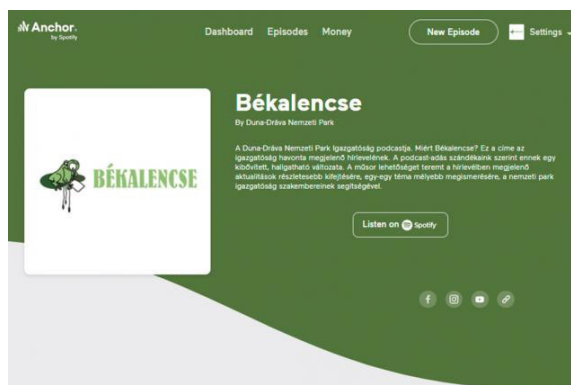 Anchor
by Spotify
Dashboard Episodes Money New Episode Settings
Békalencse
By Duna-Dráva Nemzeti Park
A Duna-Dráva Nemzeti Park Igazgatóság podcastja. Miért Békalencse? Ez a címe az
igazgatóság havonta megjelenő hírlevelének. A podcast-adás szándékaink szerint ennek egy
kibővített, hallgatható változata. A műsor lehetőséget teremt a hírlevélben megjelenő
aktualitások részletesebb kifejtésére, egy-egy téma mélyebb megismerésére, a nemzeti park
igazgatóság szakembereinek segítségével.
BÉKALENCSE
Listen on Spotify